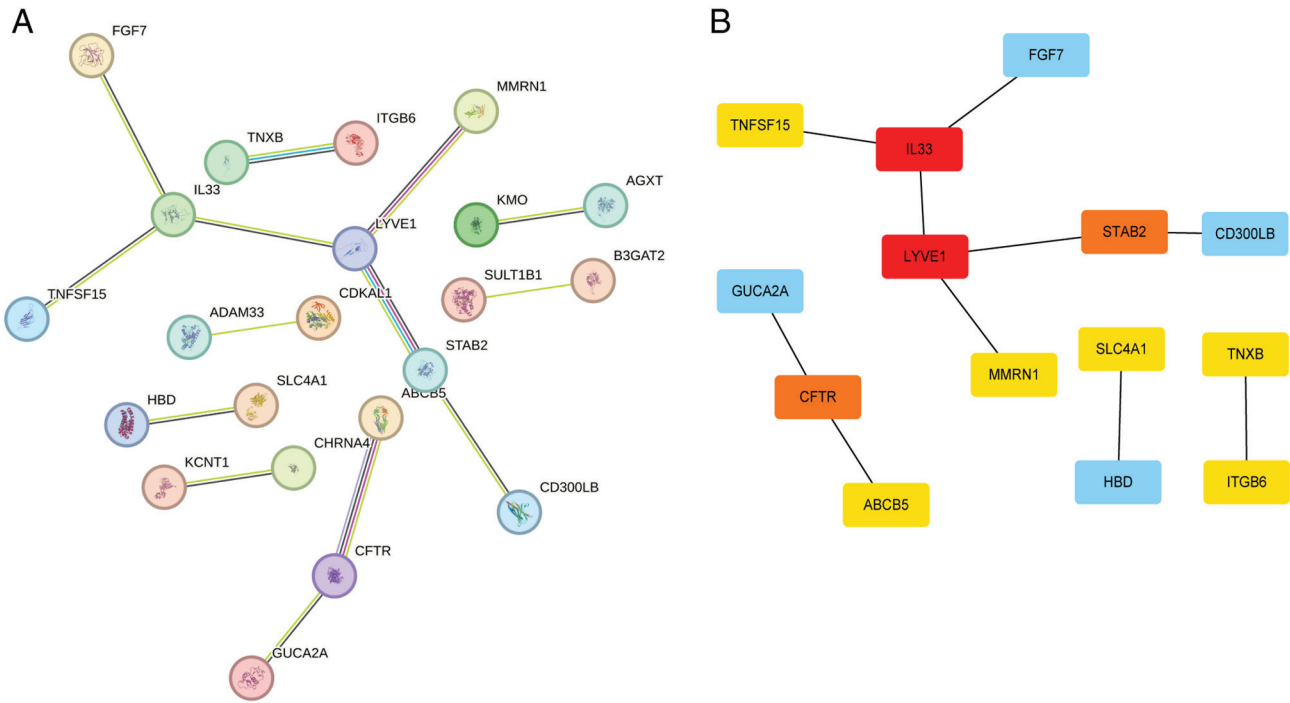 A
FGF7
MMRN1
ITGB6
TNXB
AGXT
IL33
KMO
LYVE1
B3GAT2
SULT1B1
CDKAL1
TNFSF15
ADAM33
STAB2
SLC4A1
ABCB5
HBD
CHRNA4
KCNT1
CD300LB
CFTR
GUCA2A
B
FGF7
TNFSF15
IL33
STAB2
CD300LB
LYVE1
GUCA2A
SLC4A1
TNXB
MMRN1
CFTR
HBD
ITGB6
ABCB5